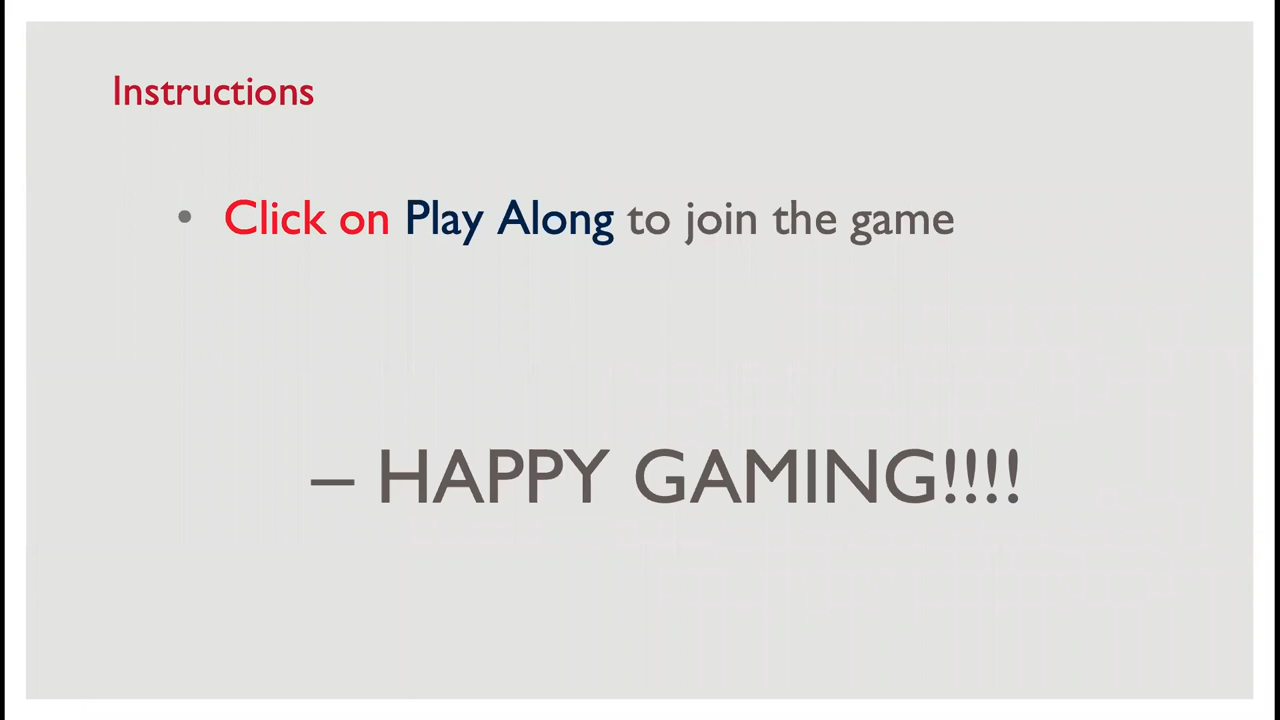 Instructions
• Click on Play Along to join the game
– HAPPY GAMING!!!!